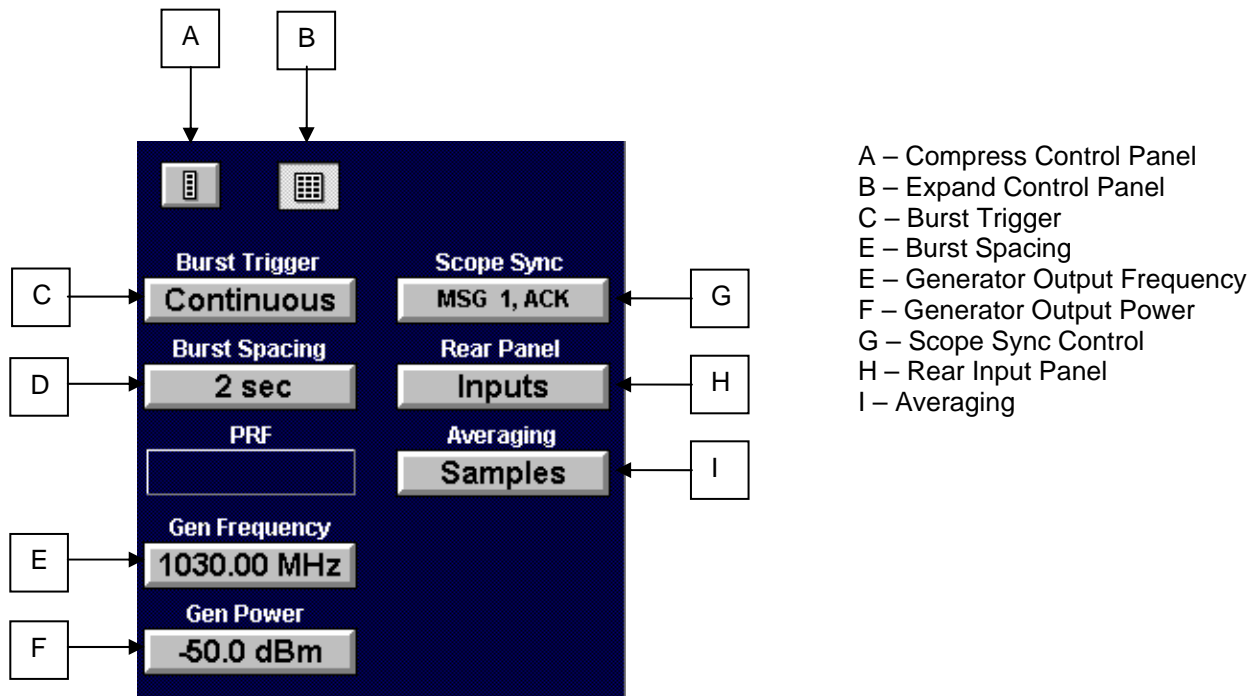 A
B
Burst Trigger
Scope Sync
C
Continuous
MSG 1, ACK
G
Burst Spacing
Rear Panel
D
2 sec
Inputs
H
PRF
Averaging
Samples
I
Gen Frequency
E
1030.00 MHz
Gen Power
F
-50.0 dBm
A – Compress Control Panel
B – Expand Control Panel
C – Burst Trigger
E – Burst Spacing
E – Generator Output Frequency
F – Generator Output Power
G – Scope Sync Control
H – Rear Input Panel
I – Averaging